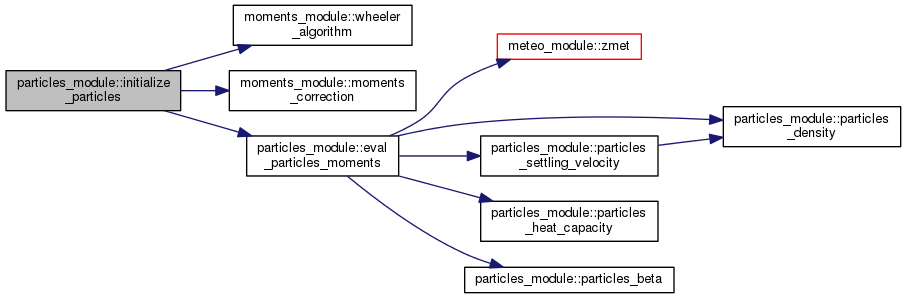 particles_module::initialize
_particles
moments_module::wheeler
_algorithm
moments_module::moments
_correction
particles_module::eval
_particles_moments
meteo_module::zmet
particles_module::particles
_settling_velocity
particles_module::particles
_heat_capacity
particles_module::particles_beta
particles_module::particles
_density